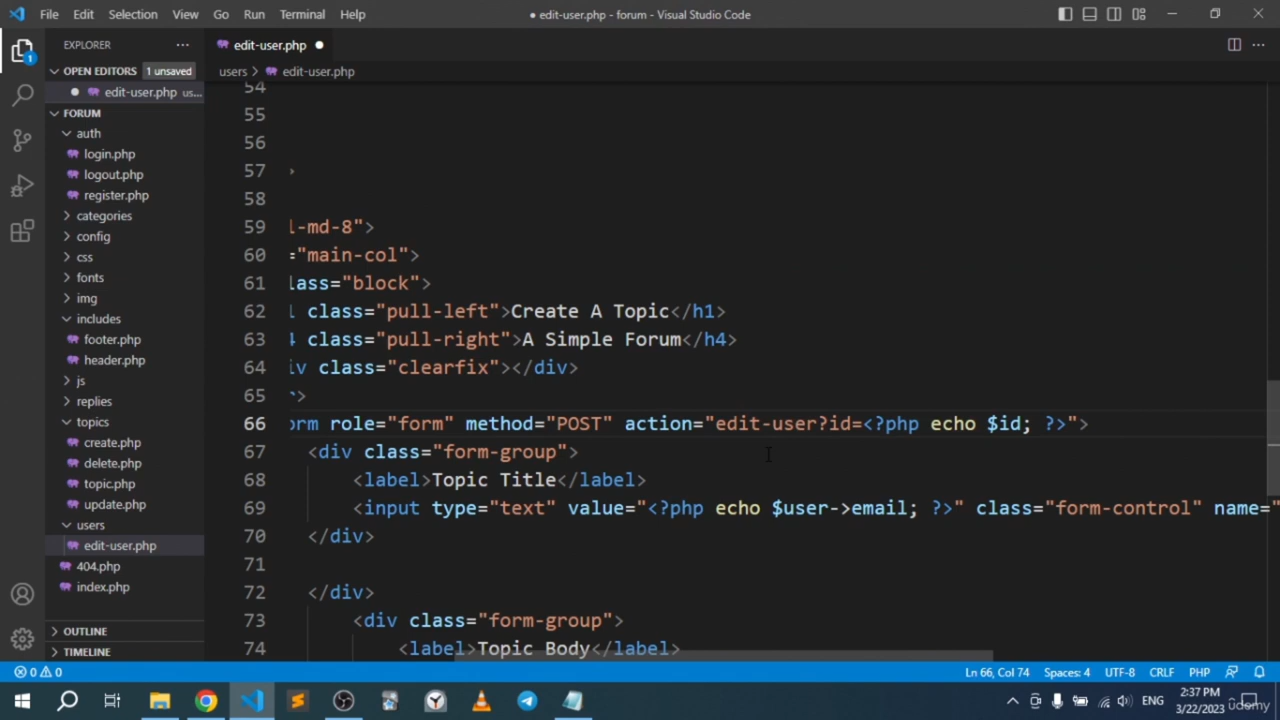 File Edit Selection View Go Run Terminal Help
● edit-user.php - forum - Visual Studio Code
EXPLORER
edit-user.php
OPEN EDITORS 1 unsaved
users > edit-user.php
edit-user.php us...
FORUM
auth
login.php
logout.php
register.php
categories
config
css
fonts
img
includes
footer.php
header.php
js
replies
topics
create.php
delete.php
topic.php
update.php
users
edit-user.php
404.php
index.php
OUTLINE
TIMELINE
54
55
56
57 >
58
59 l-md-8">
60 ="main-col">
61 lass="block">
62 1 class="pull-left">Create A Topic</h1>
63 4 class="pull-right">A Simple Forum</h4>
64 iv class="clearfix"></div>
65 >
66 orm role="form" method="POST" action="edit-user?id=<?php echo $id; ?>">
67 <div class="form-group">
68 <label>Topic Title</label>
69 <input type="text" value="<?php echo $user->email; ?>" class="form-control" name="
70 </div>
71
72 </div>
73 <div class="form-group">
74 <label>Topic Body</label>
0 0 Ln 66, Col 74 Spaces: 4 UTF-8 CRLF PHP
ENG 2:37 PM
3/22/2023
udemy